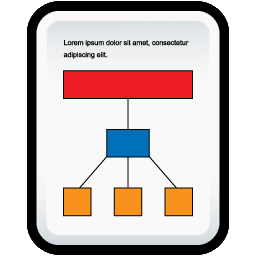 Lorem ipsum dolor sit amet, consectetur
adipiscing elit.